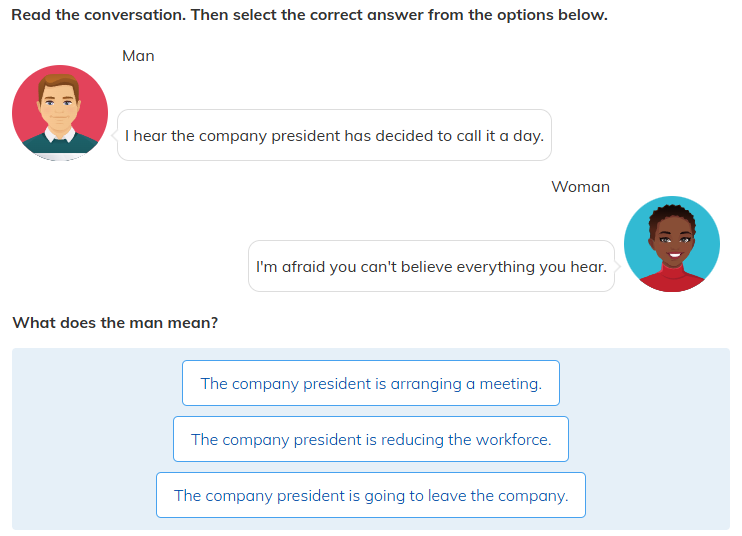 Read the conversation. Then select the correct answer from the options below.
Man
I hear the company president has decided to call it a day.
Woman
I'm afraid you can't believe everything you hear.
What does the man mean?
The company president is arranging a meeting.
The company president is reducing the workforce.
The company president is going to leave the company.